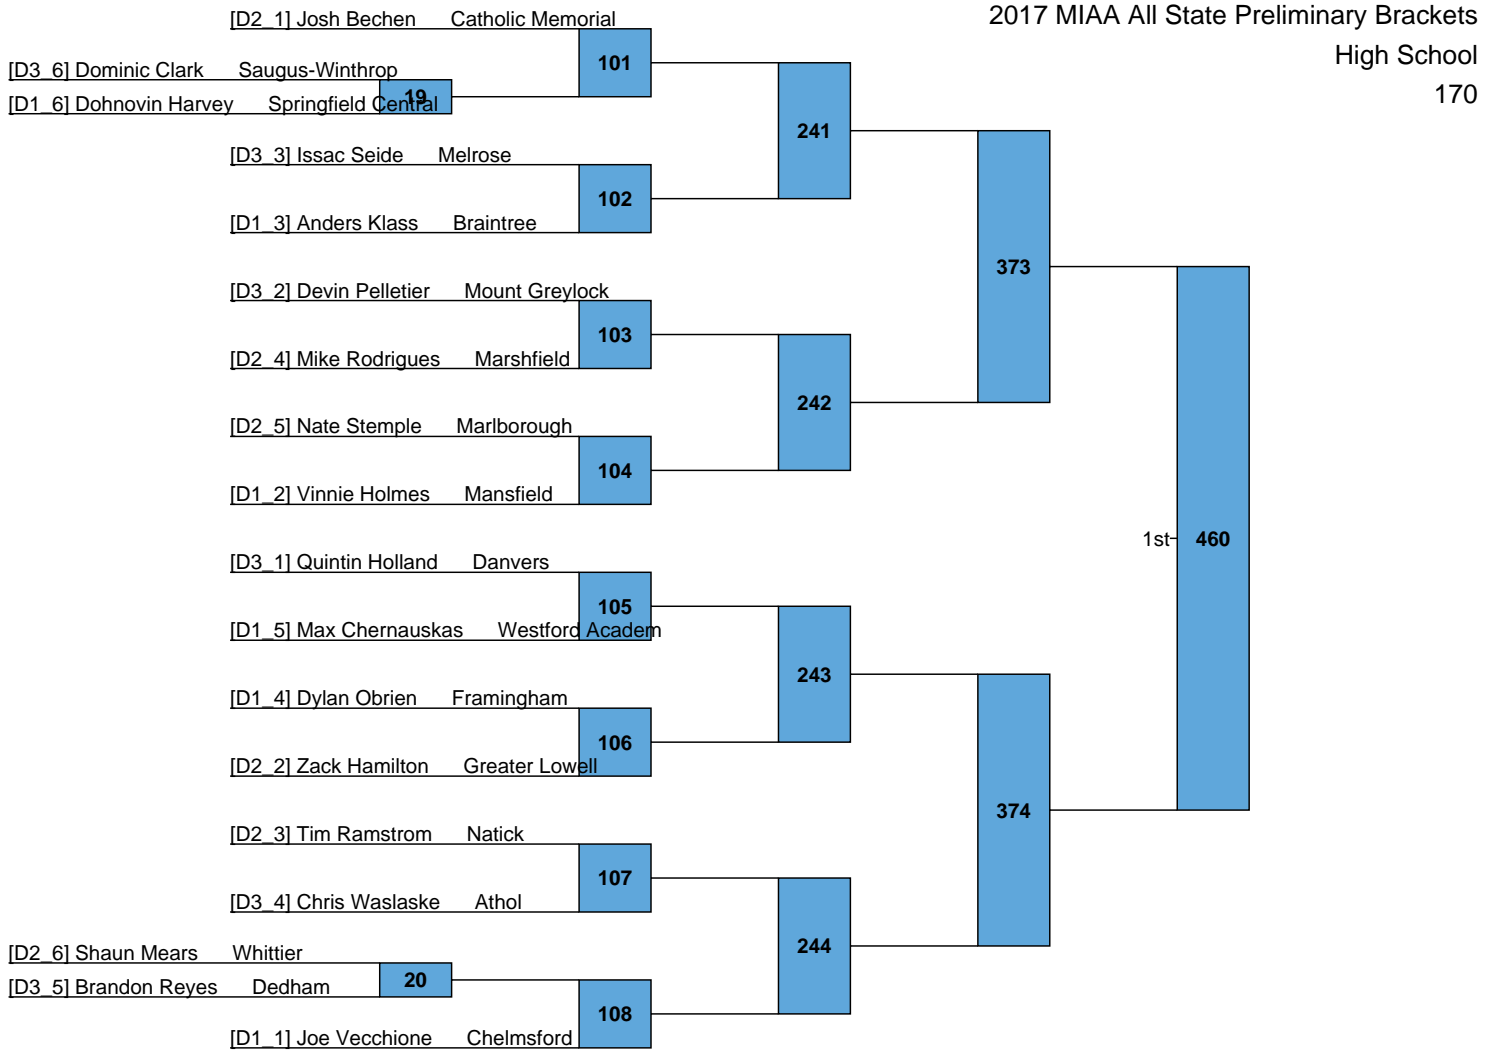 [D2_1] Josh Bechen Catholic Memorial
2017 MIAA All State Preliminary Brackets
High School
170
101
[D3_6] Dominic Clark Saugus-Winthrop
19
[D1_6] Dohnovin Harvey Springfield Central
241
[D3_3] Issac Seide Melrose
102
[D1_3] Anders Klass Braintree
373
[D3_2] Devin Pelletier Mount Greylock
103
[D2_4] Mike Rodrigues Marshfield
242
[D2_5] Nate Stemple Marlborough
104
[D1_2] Vinnie Holmes Mansfield
1st
460
[D3_1] Quintin Holland Danvers
105
[D1_5] Max Chernauskas Westford Academ
243
[D1_4] Dylan Obrien Framingham
106
[D2_2] Zack Hamilton Greater Lowell
374
[D2_3] Tim Ramstrom Natick
107
[D3_4] Chris Waslaske Athol
244
[D2_6] Shaun Mears Whittier
20
[D3_5] Brandon Reyes Dedham
108
[D1_1] Joe Vecchione Chelmsford